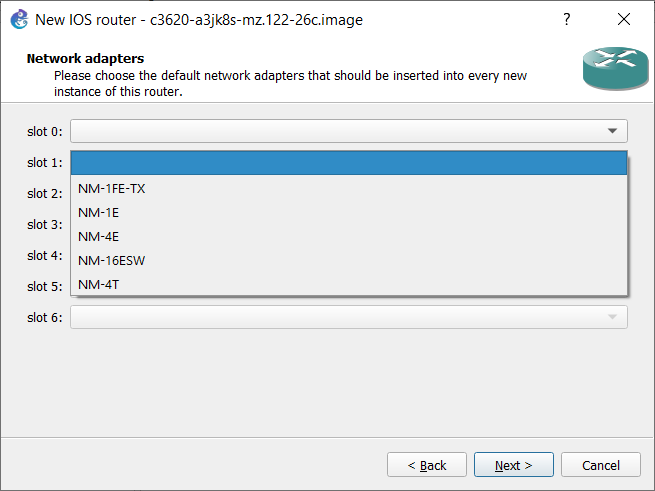 New IOS router - c3620-a3jk8s-mz.122-26c.image
?
Network adapters
Please choose the default network adapters that should be inserted into every new
instance of this router.
slot 0:
slot 1:
slot 2:
NM-1FE-TX
NM-1E
slot 3:
NM-4E
slot 4:
NM-16ESW
slot 5:
NM-4T
slot 6:
< Back
Next >
Cancel